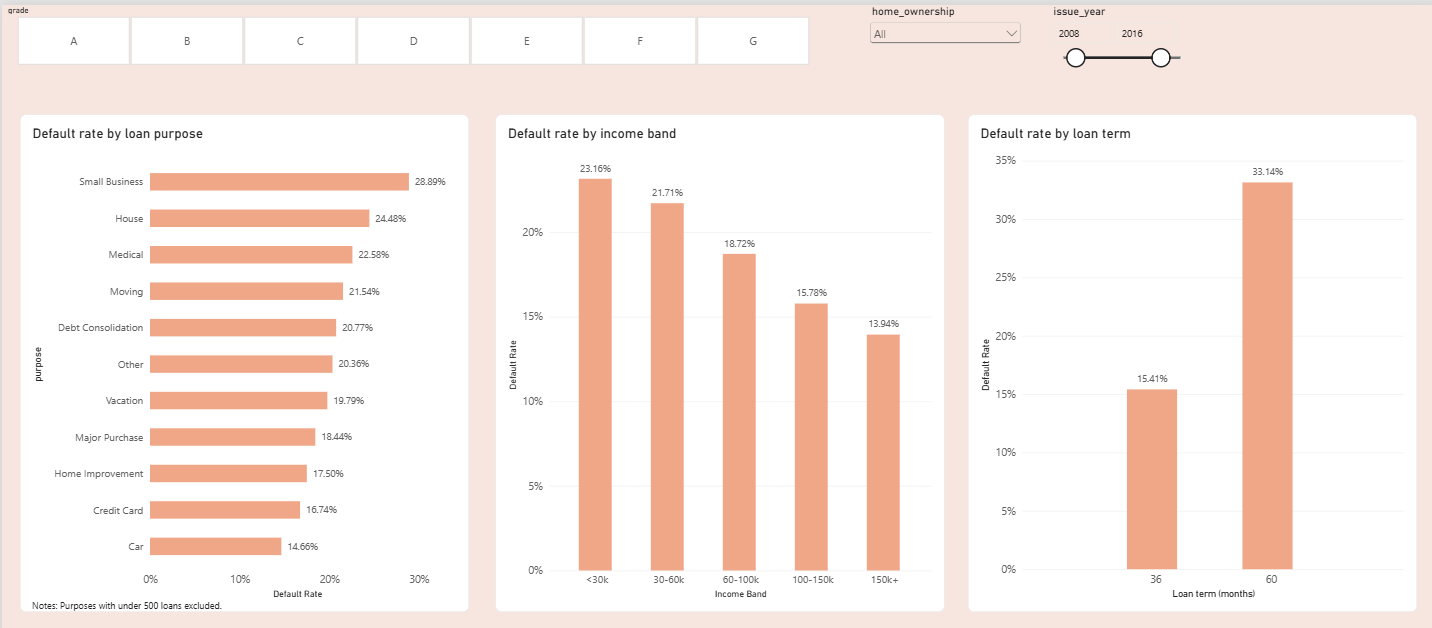 grade
A B C D E F G
home_ownership
All
issue_year
2008 2016
Default rate by loan purpose
purpose
Small Business 28.89%
House 24.48%
Medical 22.58%
Moving 21.54%
Debt Consolidation 20.77%
Other 20.36%
Vacation 19.79%
Major Purchase 18.44%
Home Improvement 17.50%
Credit Card 16.74%
Car 14.66%
0% 10% 20% 30%
Default Rate
Notes: Purposes with under 500 loans excluded.
Default rate by income band
Default Rate
20%
15%
10%
5%
0%
23.16%
21.71%
18.72%
15.78%
13.94%
<30k 30-60k 60-100k 100-150k 150k+
Income Band
Default rate by loan term
Default Rate
35%
30%
25%
20%
15%
10%
5%
0%
15.41%
33.14%
36 60
Loan term (months)